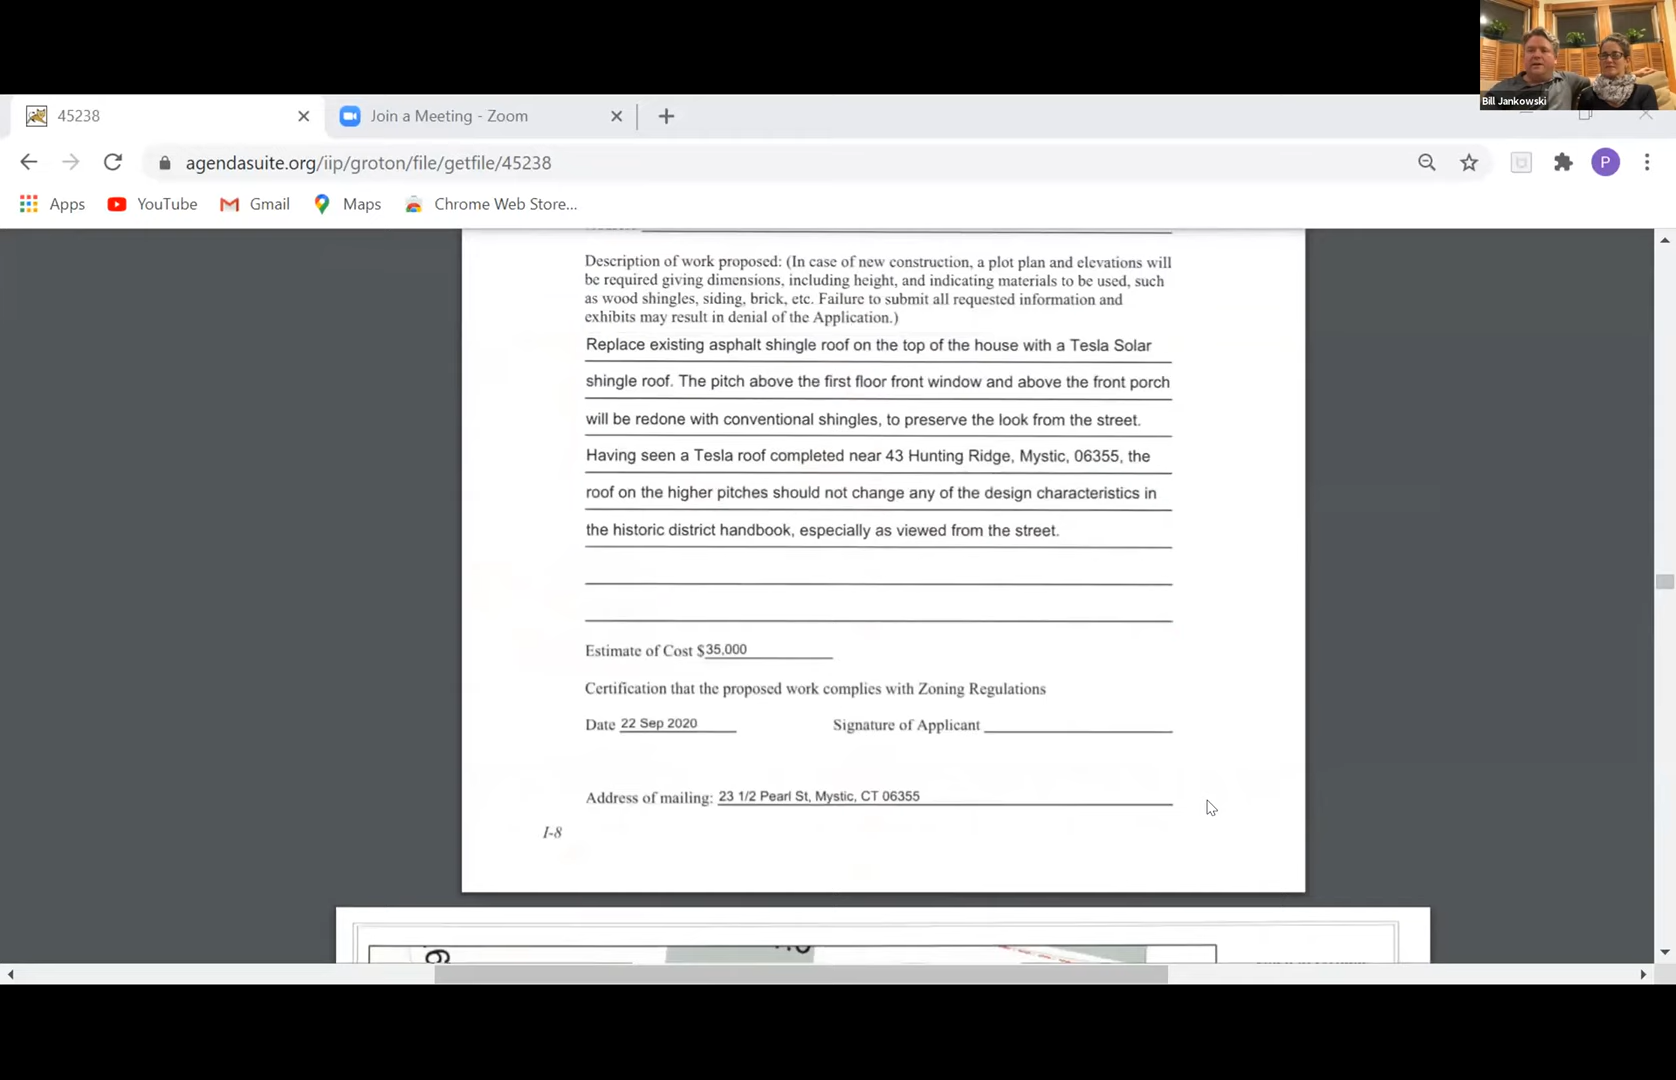 Bill Jankowski
45238
Join a Meeting - Zoom
agendasuite.org/iip/groton/file/getfile/45238
P
Apps
YouTube
Gmail
Maps
Chrome Web Store...
Description of work proposed: (In case of new construction, a plot plan and elevations will
be required giving dimensions, including height, and indicating materials to be used, such
as wood shingles, siding, brick, etc. Failure to submit all requested information and
exhibits may result in denial of the Application.)
Replace existing asphalt shingle roof on the top of the house with a Tesla Solar
shingle roof. The pitch above the first floor front window and above the front porch
will be redone with conventional shingles, to preserve the look from the street.
Having seen a Tesla roof completed near 43 Hunting Ridge, Mystic, 06355, the
roof on the higher pitches should not change any of the design characteristics in
the historic district handbook, especially as viewed from the street.
Estimate of Cost $35,000
Certification that the proposed work complies with Zoning Regulations
Date 22 Sep 2020 Signature of Applicant
Address of mailing: 23 1/2 Pearl St, Mystic, CT 06355
I-8